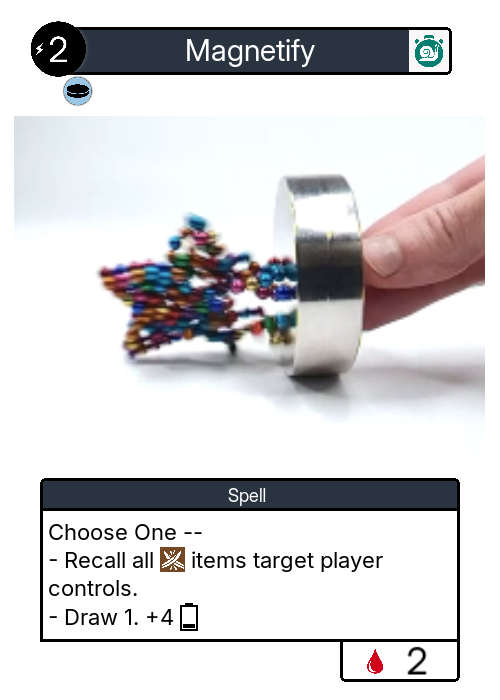 2
Magnetify
Spell
Choose One --
- Recall all items target player
controls.
- Draw 1. +4
2